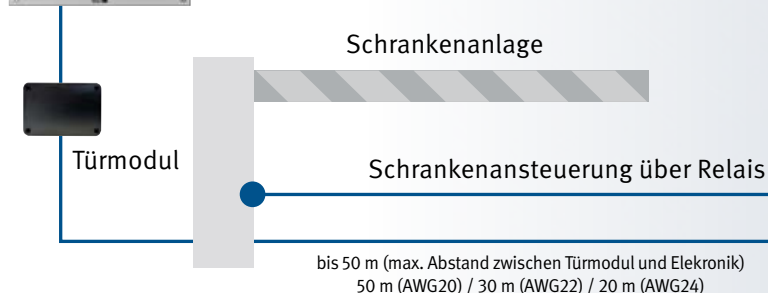 Schrankenanlage
Türmodul
Schrankenansteuerung über Relais
bis 50 m (max. Abstand zwischen Türmodul und Elekronik)
50 m (AWG20) / 30 m (AWG22) / 20 m (AWG24)